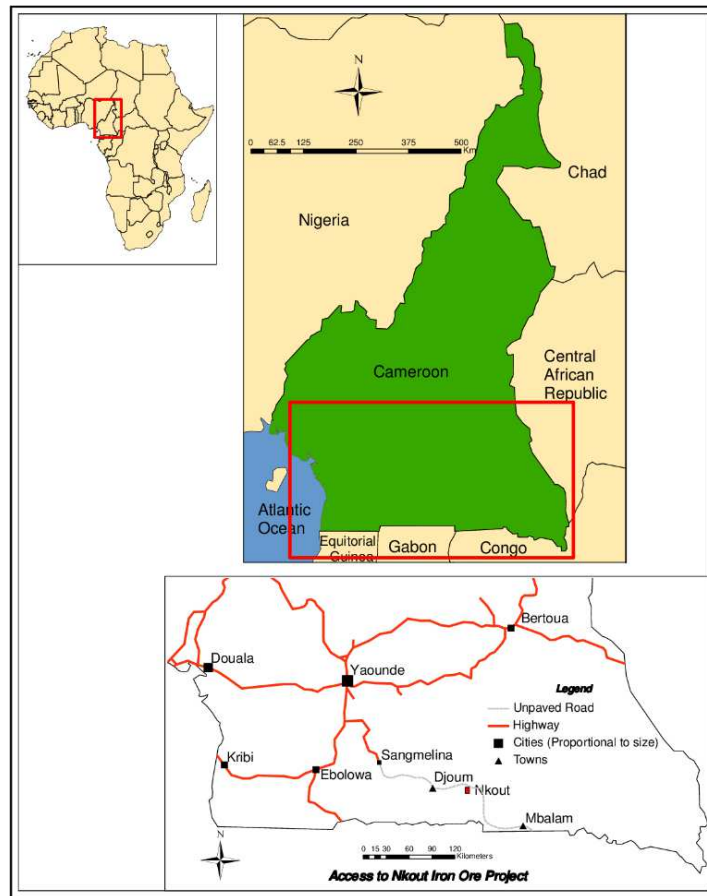 N
0 62.5 125 250 375 500
Km
Chad
Nigeria
Cameroon
Central
African
Republic
Atlantic
Ocean
Equitorial
Guinea
Gabon
Congo
Bertoua
Douala
Yaounde
Legend
Unpaved Road
Highway
Cities (Proportional to size)
Towns
Kribi
Ebolowa
Sangmelina
Djoum
Nkout
Mbalam
N
0 15 30 60 90 120
Kilometers
Access to Nkout Iron Ore Project